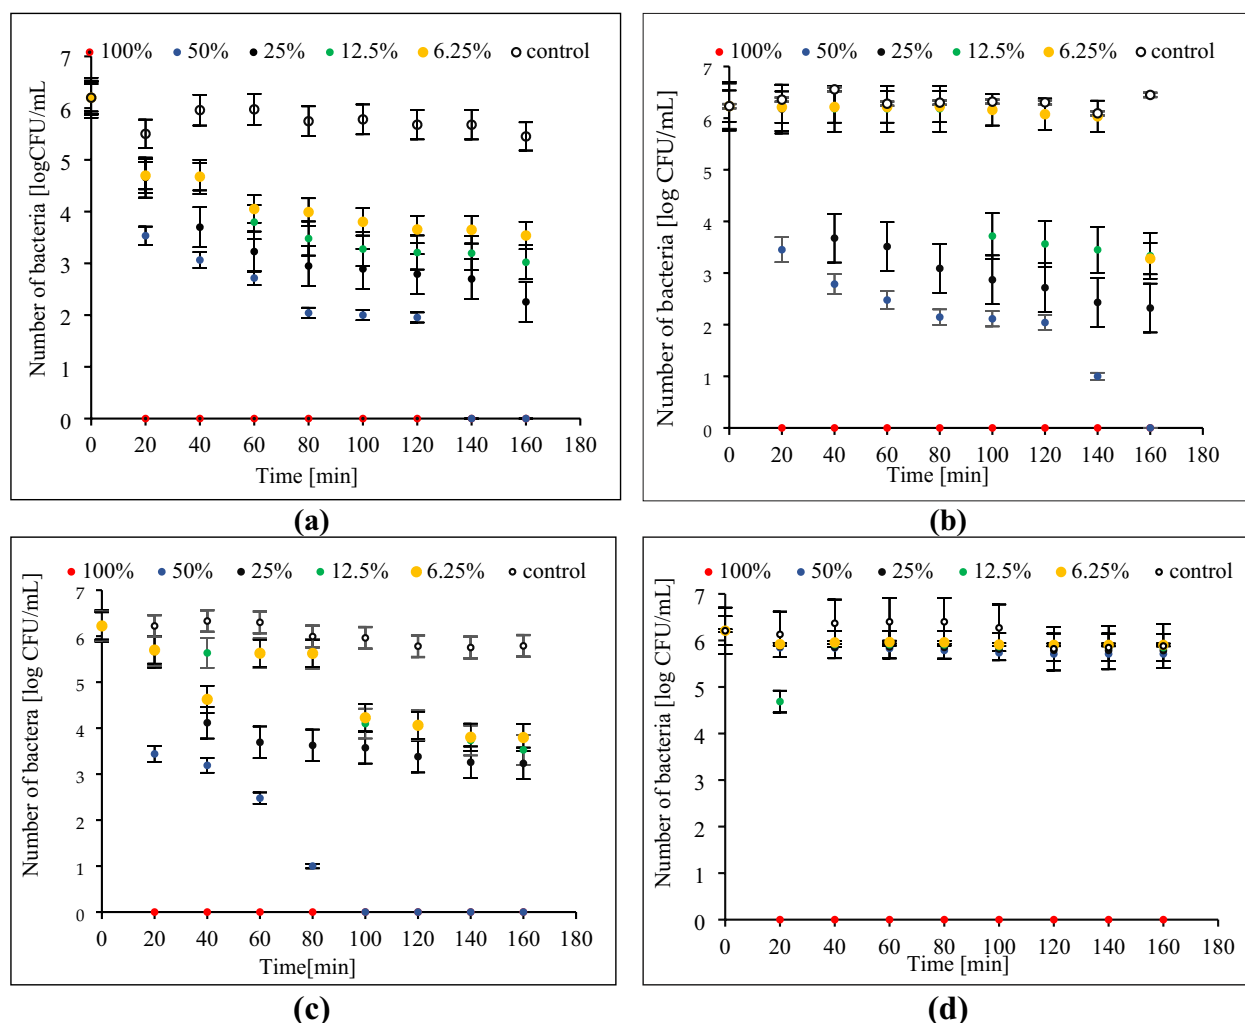 100% 50% 25% 12.5% 6.25% control
7
6
5
4
3
2
1
0
Number of bacteria [logCFU/mL
0 20 40 60 80 100 120 140 160 180
Time [min]
(a)
100% 50% 25% 12.5% 6.25% control
7
6
5
4
3
2
1
0
Number of bacteria [log CFU/mL]
0 20 40 60 80 100 120 140 160 180
Time [min]
(b)
100% 50% 25% 12.5% 6.25% control
7
6
5
4
3
2
1
0
Number of bactera [log CFU/mL]
0 20 40 60 80 100 120 140 160 180
Time[min]
(c)
100% 50% 25% 12.5% 6.25% control
7
6
5
4
3
2
1
0
Number of bacteria [log CFU/mL]
0 20 40 60 80 100 120 140 160 180
Time [min]
(d)